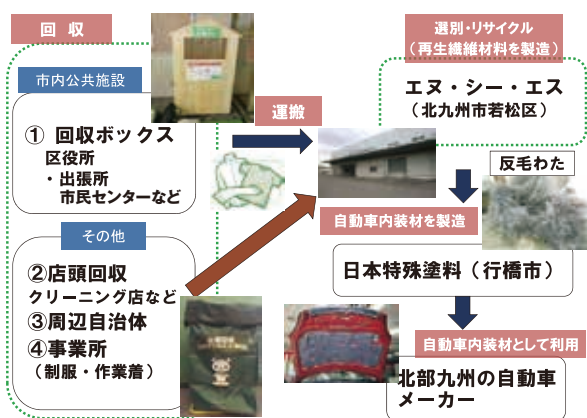 回収
市内公共施設
① 回収ボックス
区役所
・出張所
市民センターなど
その他
②店頭回収
クリーニング店など
③周辺自治体
④事業所
（制服・作業着）
運搬
選別・リサイクル
（再生繊維材料を製造）
エヌ・シー・エス
（北九州市若松区）
反毛わた
自動車内装材を製造
日本特殊塗料（行橋市）
自動車内装材として利用
北部九州の自動車
メーカー